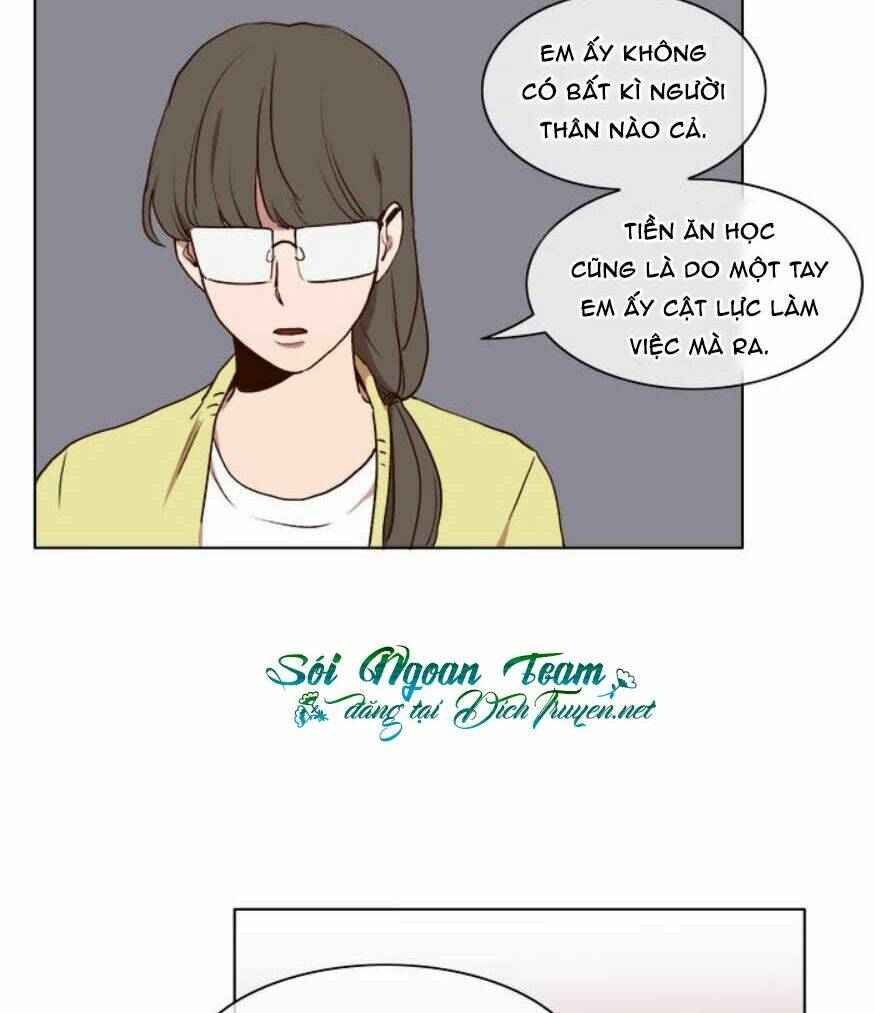 EM ẤY KHÔNG
CÓ BẤT KÌ NGƯỜI
THÂN NÀO CẢ.
TIỀN ĂN HỌC
CŨNG LÀ DO MỘT TAY
EM ẤY CẬT LỰC LÀM
VIỆC MÀ RA.
Sói Ngoan Team
đăng tại DichTruyen.net